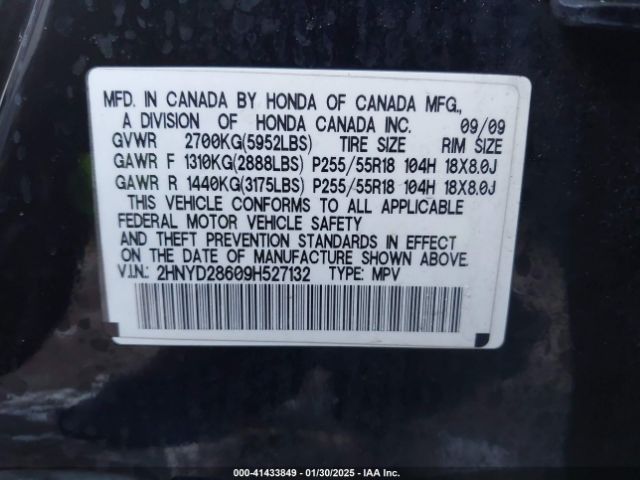 MFD. IN CANADA BY HONDA OF CANADA MFG.,
A DIVISION OF HONDA CANADA INC. 09/09
GVWR 2700KG(5952LBS) TIRE SIZE RIM SIZE
GAWR F 1310KG(2888LBS) P255/55R18 104H 18X8.0J
GAWR R 1440KG(3175LBS) P255/55R18 104H 18X8.0J
THIS VEHICLE CONFORMS TO ALL APPLICABLE
FEDERAL MOTOR VEHICLE SAFETY
AND THEFT PREVENTION STANDARDS IN EFFECT
ON THE DATE OF MANUFACTURE SHOWN ABOVE.
V.I.N.: 2HNYD28609H527132 TYPE: MPV
000-41433849 - 01/30/2025 - IAA Inc.